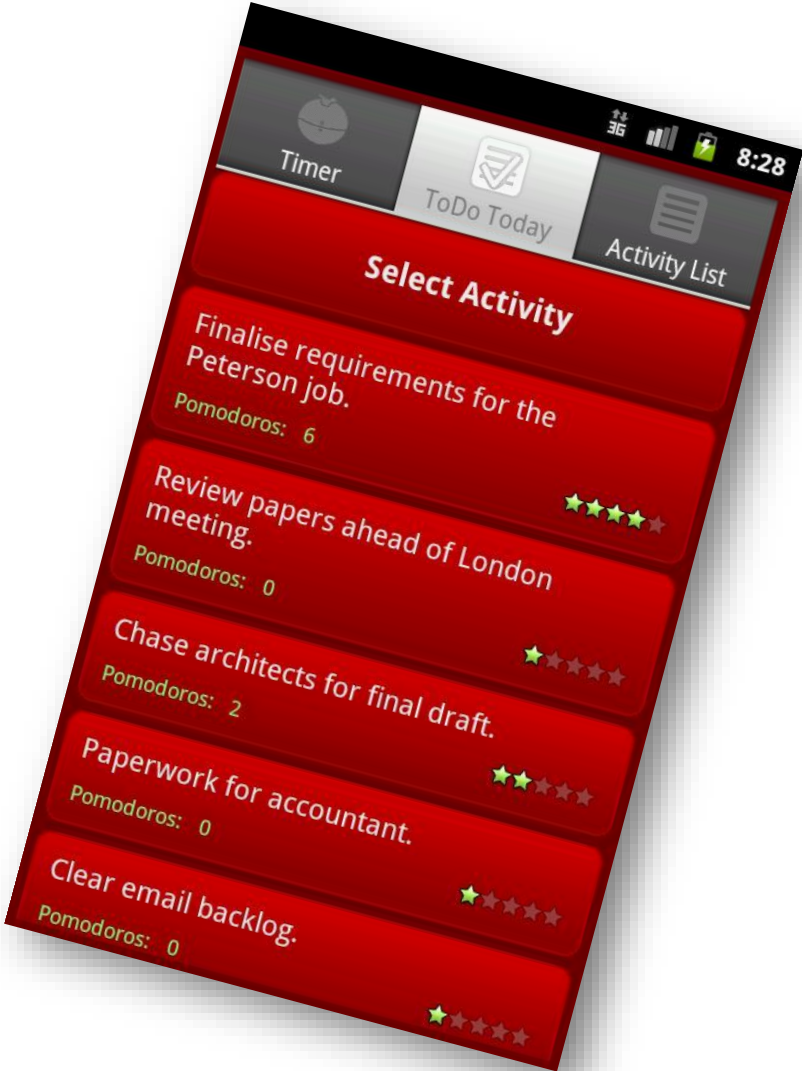 3G 8:28
Timer
ToDo Today
Activity List
Select Activity
Finalise requirements for the
Peterson job.
Pomodoros: 6
Review papers ahead of London
meeting.
Pomodoros: 0
Chase architects for final draft.
Pomodoros: 2
Paperwork for accountant.
Pomodoros: 0
Clear email backlog.
Pomodoros: 0